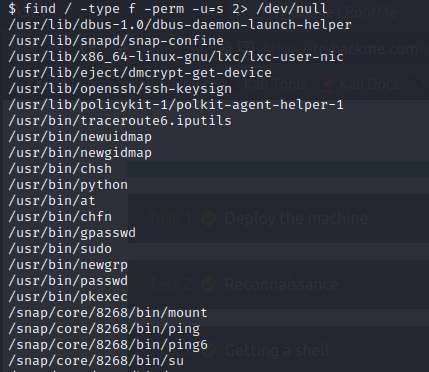 $ find / -type f -perm -u=s 2> /dev/null
/usr/lib/dbus-1.0/dbus-daemon-launch-helper
/usr/lib/snapd/snap-confine
/usr/lib/x86_64-linux-gnu/lxc/lxc-user-nic
/usr/lib/eject/dmcrypt-get-device
/usr/lib/openssh/ssh-keysign
/usr/lib/policykit-1/polkit-agent-helper-1
/usr/bin/traceroute6.iputils
/usr/bin/newuidmap
/usr/bin/newgidmap
/usr/bin/chsh
/usr/bin/python
/usr/bin/at
/usr/bin/chfn
/usr/bin/gpasswd
/usr/bin/sudo
/usr/bin/newgrp
/usr/bin/passwd
/usr/bin/pkexec
/snap/core/8268/bin/mount
/snap/core/8268/bin/ping
/snap/core/8268/bin/ping6
/snap/core/8268/bin/su
RootMe
Kali Tools
Kali Docs
Task 1
Deploy the machine
Task 2
Reconnaissance
Getting a shell